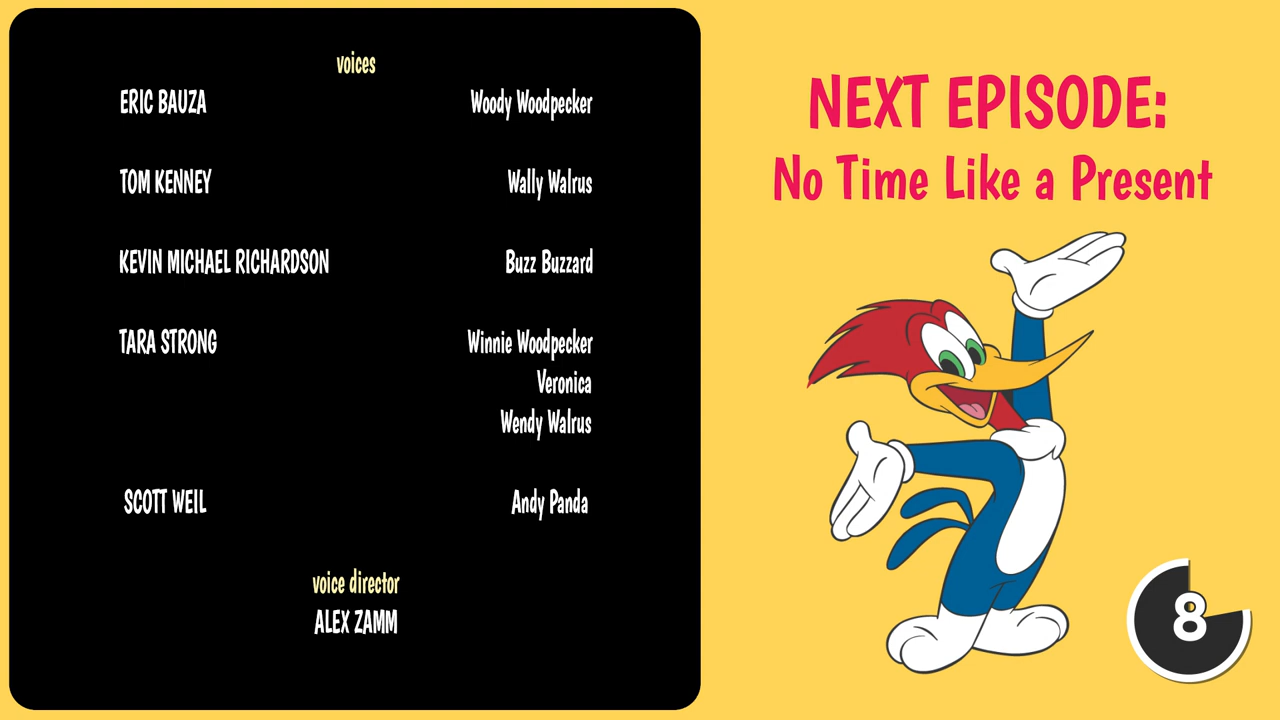 voices
ERIC BAUZA Woody Woodpecker
TOM KENNEY Wally Walrus
KEVIN MICHAEL RICHARDSON Buzz Buzzard
TARA STRONG Winnie Woodpecker
Veronica
Wendy Walrus
SCOTT WEIL Andy Panda
voice director
ALEX ZAMM
NEXT EPISODE:
No Time Like a Present
8